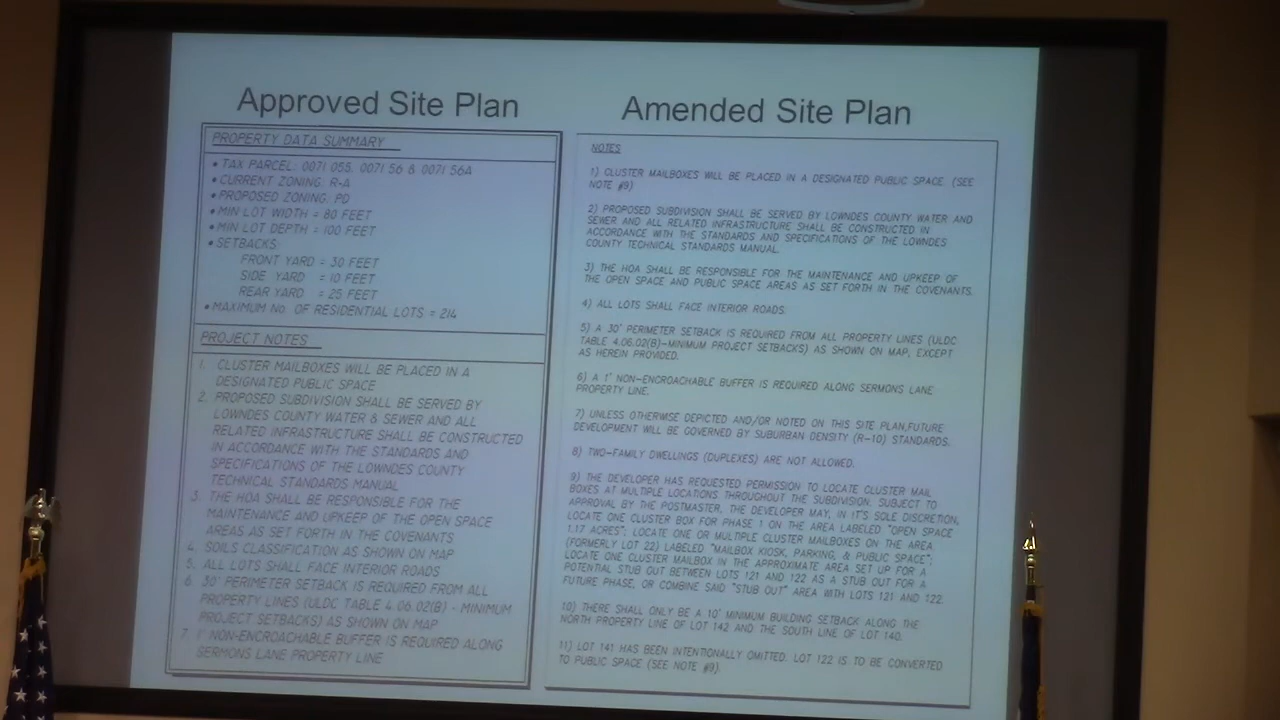 Approved Site Plan
PROPERTY DATA SUMMARY
• TAX PARCEL: 0071 055, 0071 56 & 0071 56A
• CURRENT ZONING: R-A
• PROPOSED ZONING: PD
• MIN LOT WIDTH = 80 FEET
• MIN LOT DEPTH = 100 FEET
• SETBACKS:
FRONT YARD = 30 FEET
SIDE YARD = 10 FEET
REAR YARD = 25 FEET
• MAXIMUM No. OF RESIDENTIAL LOTS = 214
PROJECT NOTES
1. CLUSTER MAILBOXES WILL BE PLACED IN A
DESIGNATED PUBLIC SPACE
2. PROPOSED SUBDIVISION SHALL BE SERVED BY
LOWNDES COUNTY WATER & SEWER AND ALL
RELATED INFRASTRUCTURE SHALL BE CONSTRUCTED
IN ACCORDANCE WITH THE STANDARDS AND
SPECIFICATIONS OF THE LOWNDES COUNTY
TECHNICAL STANDARDS MANUAL
3. THE HOA SHALL BE RESPONSIBLE FOR THE
MAINTENANCE AND UPKEEP OF THE OPEN SPACE
AREAS AS SET FORTH IN THE COVENANTS
4. SOILS CLASSIFICATION AS SHOWN ON MAP
5. ALL LOTS SHALL FACE INTERIOR ROADS
6. 30' PERIMETER SETBACK IS REQUIRED FROM ALL
PROPERTY LINES (ULDC TABLE 4.06.02(B) - MINIMUM
PROJECT SETBACKS) AS SHOWN ON MAP
7. 1' NON-ENCROACHABLE BUFFER IS REQUIRED ALONG
SERMONS LANE PROPERTY LINE
Amended Site Plan
NOTES
1) CLUSTER MAILBOXES WILL BE PLACED IN A DESIGNATED PUBLIC SPACE. (SEE
NOTE #9)
2) PROPOSED SUBDIVISION SHALL BE SERVED BY LOWNDES COUNTY WATER AND
SEWER AND ALL RELATED INFRASTRUCTURE SHALL BE CONSTRUCTED IN
ACCORDANCE WITH THE STANDARDS AND SPECIFICATIONS OF THE LOWNDES
COUNTY TECHNICAL STANDARDS MANUAL.
3) THE HOA SHALL BE RESPONSIBLE FOR THE MAINTENANCE AND UPKEEP OF
THE OPEN SPACE AND PUBLIC SPACE AREAS AS SET FORTH IN THE COVENANTS.
4) ALL LOTS SHALL FACE INTERIOR ROADS.
5) A 30' PERIMETER SETBACK IS REQUIRED FROM ALL PROPERTY LINES (ULDC
TABLE 4.06.02(B)-MINIMUM PROJECT SETBACKS) AS SHOWN ON MAP, EXCEPT
AS HEREIN PROVIDED.
6) A 1' NON-ENCROACHABLE BUFFER IS REQUIRED ALONG SERMONS LANE
PROPERTY LINE.
7) UNLESS OTHERWISE DEPICTED AND/OR NOTED ON THIS SITE PLAN,FUTURE
DEVELOPMENT WILL BE GOVERNED BY SUBURBAN DENSITY (R-10) STANDARDS.
8) TWO-FAMILY DWELLINGS (DUPLEXES) ARE NOT ALLOWED.
9) THE DEVELOPER HAS REQUESTED PERMISSION TO LOCATE CLUSTER MAIL
BOXES AT MULTIPLE LOCATIONS THROUGHOUT THE SUBDIVISION. SUBJECT TO
APPROVAL BY THE POSTMASTER, THE DEVELOPER MAY, IN IT'S SOLE DISCRETION,
LOCATE ONE CLUSTER BOX FOR PHASE 1 ON THE AREA LABELED "OPEN SPACE
1.17 ACRES"; LOCATE ONE OR MULTIPLE CLUSTER MAILBOXES ON THE AREA
(FORMERLY LOT 22) LABELED "MAILBOX KIOSK, PARKING, & PUBLIC SPACE";
LOCATE ONE CLUSTER MAILBOX IN THE APPROXIMATE AREA SET UP FOR A
POTENTIAL STUB OUT BETWEEN LOTS 121 AND 122 AS A STUB OUT FOR A
FUTURE PHASE, OR COMBINE SAID "STUB OUT" AREA WITH LOTS 121 AND 122.
10) THERE SHALL ONLY BE A 10' MINIMUM BUILDING SETBACK ALONG THE
NORTH PROPERTY LINE OF LOT 142 AND THE SOUTH LINE OF LOT 140.
11) LOT 141 HAS BEEN INTENTIONALLY OMITTED. LOT 122 IS TO BE CONVERTED
TO PUBLIC SPACE (SEE NOTE #9).